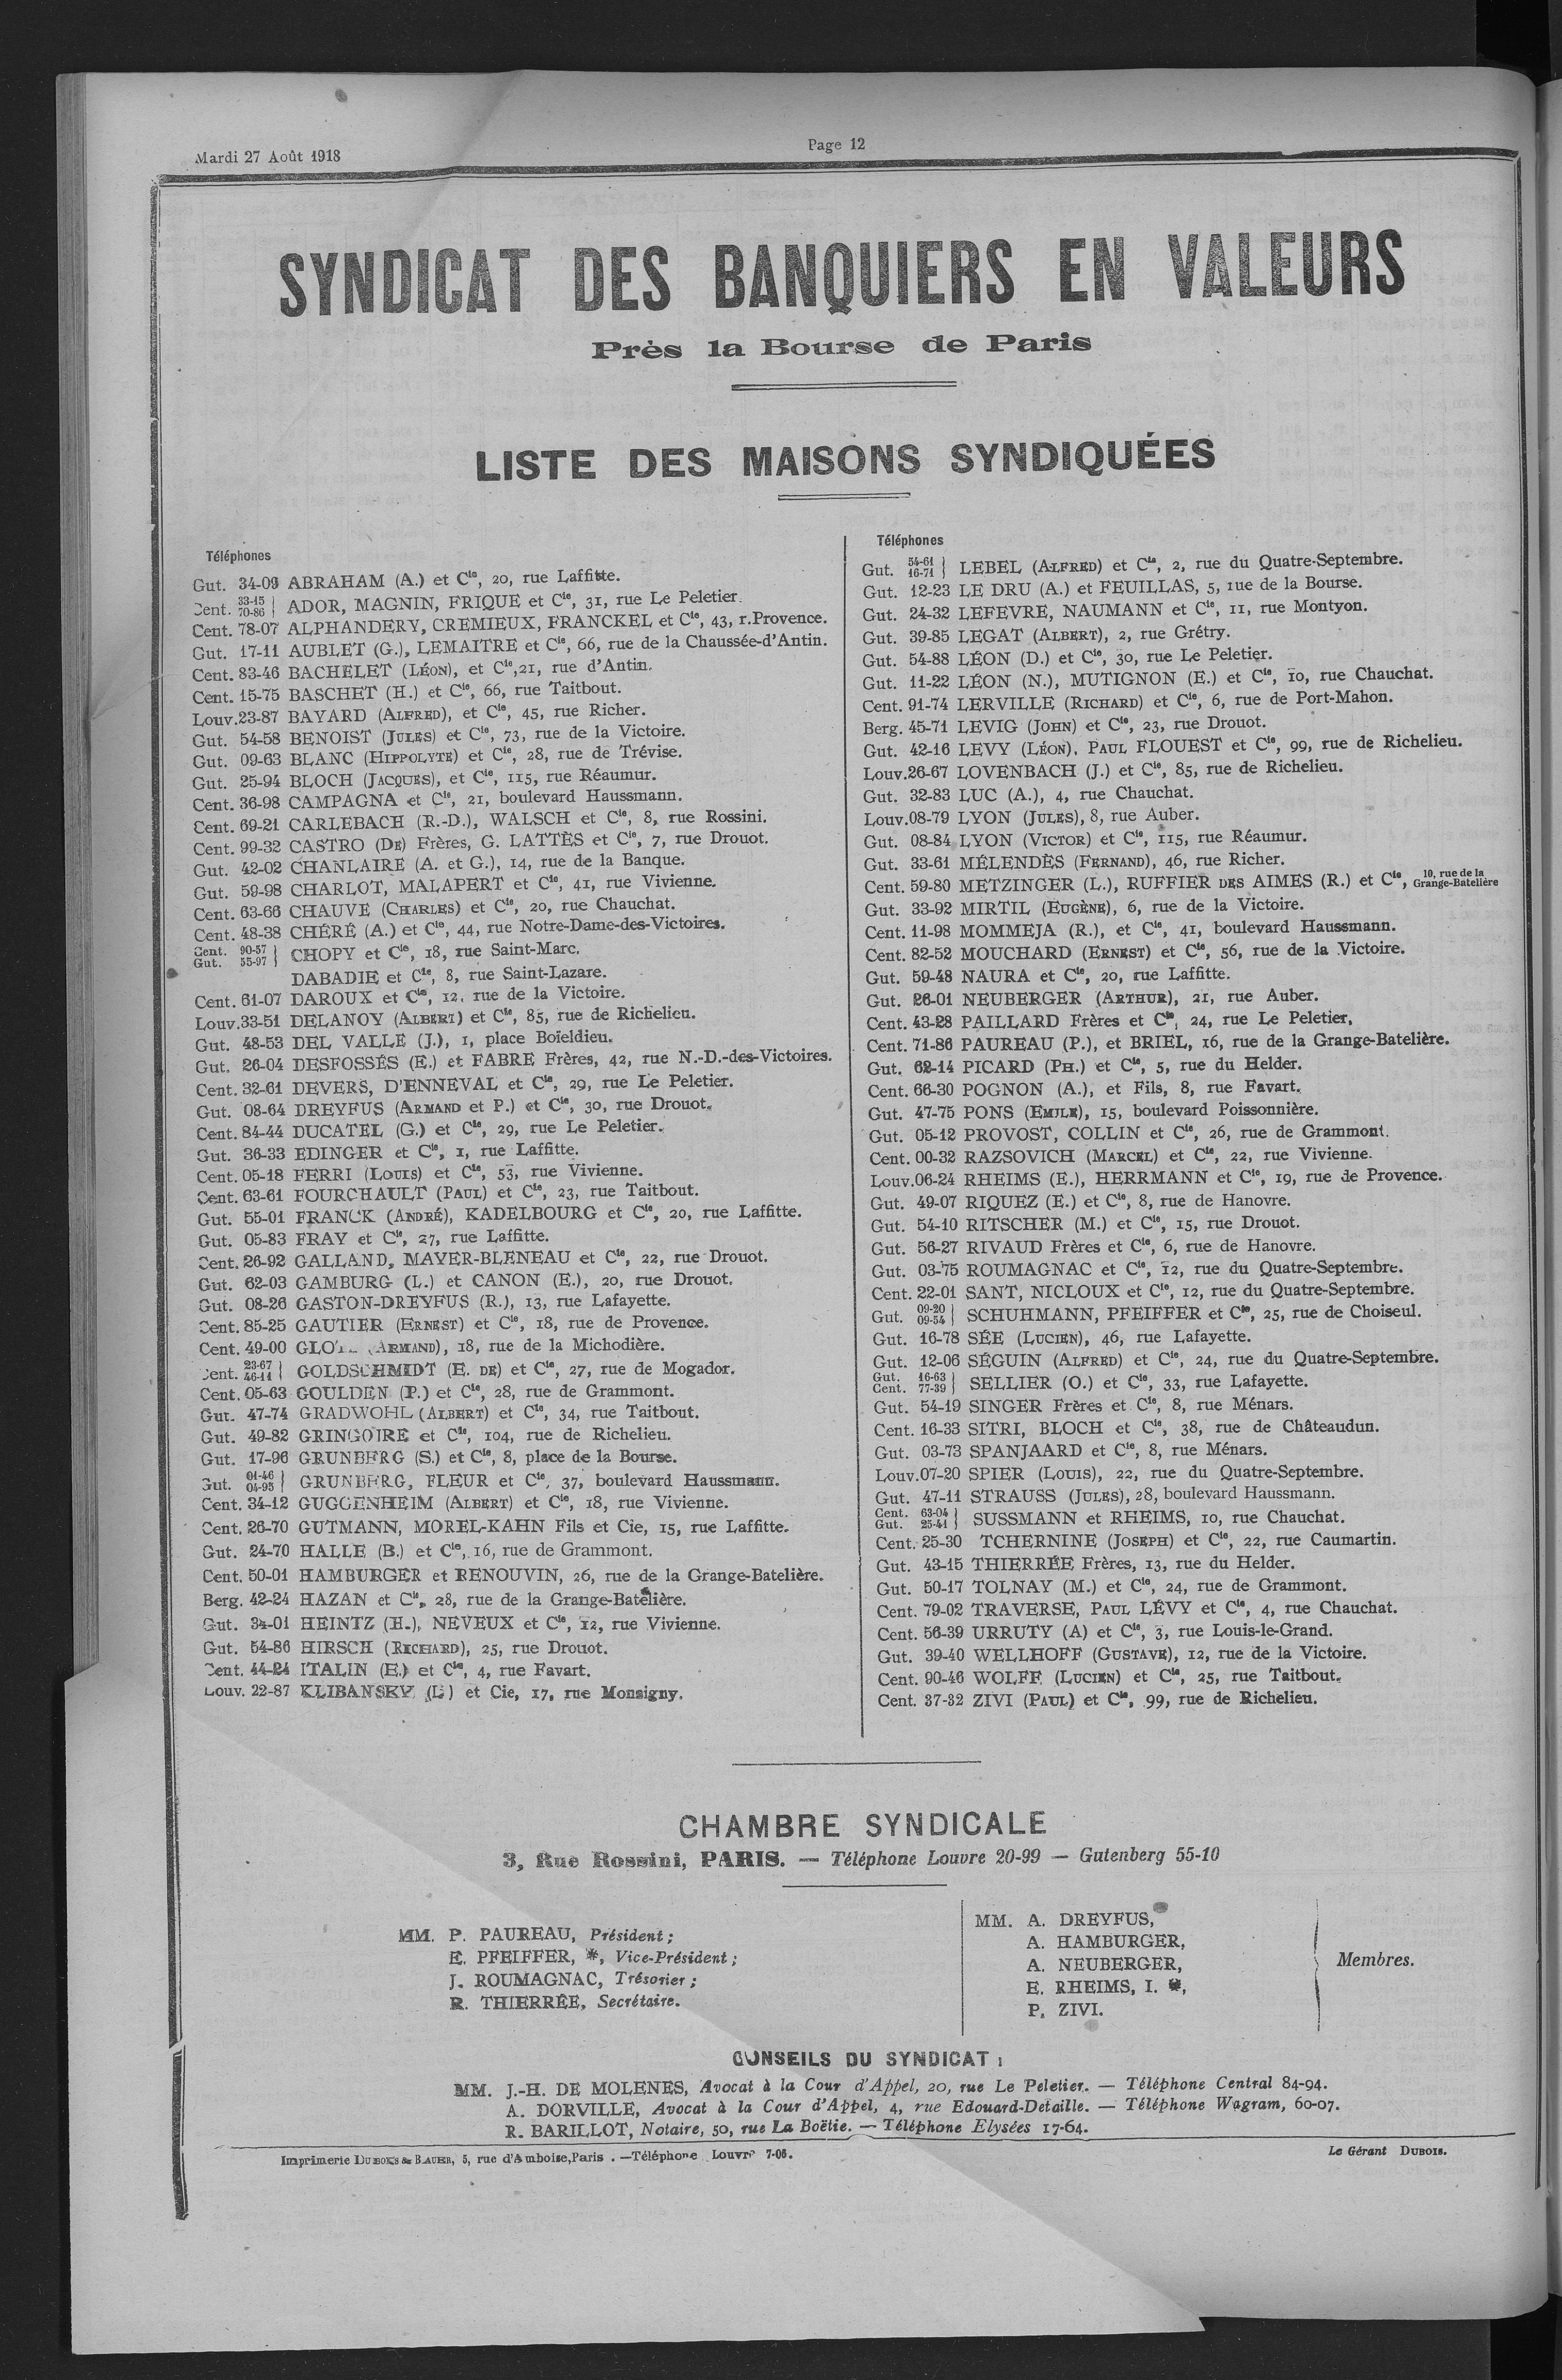 Mardi 27 Août 1918
Page 12
SYNDICAT DES BANQUIERS EN VALEURS
Près la Bourse de Paris
LISTE DES MAISONS SYNDIQUÉES
Téléphones
Gut. 34-09 ABRAHAM (A.) et Cie, 20, rue Laffitte.
Cent. 33-15 70-86 } ADOR, MAGNIN, FRIQUE et Cie, 31, rue Le Peletier.
Cent. 78-07 ALPHANDERY, CREMIEUX, FRANCKEL et Cie, 43, r.Provence.
Gut. 17-11 AUBLET (G.), LEMAITRE et Cie, 66, rue de la Chaussée-d'Antin.
Cent. 83-46 BACHELET (LÉON), et Cie,21, rue d'Antin.
Cent. 15-75 BASCHET (H.) et Cie, 66, rue Taitbout.
Louv.23-87 BAYARD (ALFRED), et Cie, 45, rue Richer.
Gut. 54-58 BENOIST (JULES) et Cie, 73, rue de la Victoire.
Gut. 09-63 BLANC (HIPPOLYTE) et Cie, 28, rue de Trévise.
Gut. 25-94 BLOCH (JACQUES), et Cie, 115, rue Réaumur.
Cent. 36-98 CAMPAGNA et Cie, 21, boulevard Haussmann.
Cent. 69-21 CARLEBACH (R.-D.), WALSCH et Cie, 8, rue Rossini.
Cent. 99-32 CASTRO (DE) Frères, G. LATTÈS et Cie, 7, rue Drouot.
Gut. 42-02 CHANLAIRE (A. et G.), 14, rue de la Banque.
Gut. 59-98 CHARLOT, MALAPERT et Cie, 41, rue Vivienne.
Cent. 63-66 CHAUVE (CHARLES) et Cie, 20, rue Chauchat.
Cent. 48-38 CHÉRÉ (A.) et Cie, 44, rue Notre-Dame-des-Victoires.
Cent. 90-57 Gut. 55-97 } CHOPY et Cie, 18, rue Saint-Marc.
DABADIE et Cie, 8, rue Saint-Lazare.
Cent. 61-07 DAROUX et Cie, 12, rue de la Victoire.
Louv.33-51 DELANOY (ALBERT) et Cie, 85, rue de Richelieu.
Gut. 48-53 DEL VALLE (J.), 1, place Boïeldieu.
Gut. 26-04 DESFOSSÉS (E.) et FABRE Frères, 42, rue N.-D.-des-Victoires.
Cent. 32-61 DEVERS, D'ENNEVAL et Cie, 29, rue Le Peletier.
Gut. 08-64 DREYFUS (ARMAND et P.) et Cie, 30, rue Drouot.
Cent. 84-44 DUCATEL (G.) et Cie, 29, rue Le Peletier.
Gut. 36-33 EDINGER et Cie, 1, rue Laffitte.
Cent. 05-18 FERRI (LOUIS) et Cie, 53, rue Vivienne.
Cent. 63-61 FOURCHAULT (PAUL) et Cie, 23, rue Taitbout.
Gut. 55-01 FRANCK (ANDRÉ), KADELBOURG et Cie, 20, rue Laffitte.
Gut. 05-83 FRAY et Cie, 27, rue Laffitte.
Cent. 26-92 GALLAND, MAYER-BLENEAU et Cie, 22, rue Drouot.
Gut. 62-03 GAMBURG (L.) et CANON (E.), 20, rue Drouot.
Gut. 08-26 GASTON-DREYFUS (R.), 13, rue Lafayette.
Cent. 85-25 GAUTIER (ERNEST) et Cie, 18, rue de Provence.
Cent. 49-00 (ARMAND), 18, rue de la Michodière.
Cent. 23-67 46-11 } GOLDSCHMIDT (E. DE) et Cie, 27, rue de Mogador.
Cent. 05-63 GOULDEN (P.) et Cie, 28, rue de Grammont.
Gut. 47-74 GRADWOHL (ALBERT) et Cie, 34, rue Taitbout.
Gut. 49-82 GRINGOIRE et Cie, 104, rue de Richelieu.
Gut. 17-96 GRUNBERG (S.) et Cie, 8, place de la Bourse.
Gut. 01-46 04-95 } GRUNBERG, FLEUR et Cie, 37, boulevard Haussmann.
Cent. 34-12 GUGGENHEIM (ALBERT) et Cie, 18, rue Vivienne.
Cent. 26-70 GUTMANN, MOREL-KAHN Fils et Cie, 15, rue Laffitte.
Gut. 24-70 HALLE (B.) et Cie, 16, rue de Grammont.
Cent. 50-01 HAMBURGER et RENOUVIN, 26, rue de la Grange-Batelière.
Berg. 42-24 HAZAN et Cie, 28, rue de la Grange-Batelière.
Gut. 34-01 HEINTZ (H.), NEVEUX et Cie, 12, rue Vivienne.
Gut. 54-86 HIRSCH (RICHARD), 25, rue Drouot.
Cent. 44-24 ITALIN (E.) et Cie, 4, rue Favart.
Louv. 22-87 KLIBANSKY (L) et Cie, 17, rue Monsigny.
Téléphones
Gut. 54-61 16-71 } LEBEL (ALFRED) et Cie, 2, rue du Quatre-Septembre.
Gut. 12-23 LE DRU (A.) et FEUILLAS, 5, rue de la Bourse.
Gut. 24-32 LEFEVRE, NAUMANN et Cie, 11, rue Montyon.
Gut. 39-85 LEGAT (ALBERT), 2, rue Grétry.
Gut. 54-88 LÉON (D.) et Cie, 30, rue Le Peletier.
Gut. 11-22 LÉON (N.), MUTIGNON (E.) et Cie, 10, rue Chauchat.
Cent. 91-74 LERVILLE (RICHARD) et Cie, 6, rue de Port-Mahon.
Berg. 45-71 LEVIG (JOHN) et Cie, 23, rue Drouot.
Gut. 42-16 LEVY (LÉON), PAUL FLOUEST et Cie, 99, rue de Richelieu.
Louv.26-67 LOVENBACH (J.) et Cie, 85, rue de Richelieu.
Gut. 32-83 LUC (A.), 4, rue Chauchat.
Louv.08-79 LYON (JULES), 8, rue Auber.
Gut. 08-84 LYON (VICTOR) et Cie, 115, rue Réaumur.
Gut. 33-61 MÉLENDÈS (FERNAND), 46, rue Richer.
Cent. 59-80 METZINGER (L.), RUFFIER DES AIMES (R.) et Cie, 10, rue de la Grange-Batelière
Gut. 33-92 MIRTIL (EUGÈNE), 6, rue de la Victoire.
Cent. 11-98 MOMMEJA (R.), et Cie, 41, boulevard Haussmann.
Cent. 82-52 MOUCHARD (ERNEST) et Cie, 56, rue de la Victoire.
Gut. 59-48 NAURA et Cie, 20, rue Laffitte.
Gut. 26-01 NEUBERGER (ARTHUR), 21, rue Auber.
Cent. 43-28 PAILLARD Frères et Cie, 24, rue Le Peletier,
Cent. 71-86 PAUREAU (P.), et BRIEL, 16, rue de la Grange-Batelière.
Gut. 62-14 PICARD (PH.) et Cie, 5, rue du Helder.
Cent. 66-30 POGNON (A.), et Fils, 8, rue Favart.
Gut. 47-75 PONS (EMILE), 15, boulevard Poissonnière.
Gut. 05-12 PROVOST, COLLIN et Cie, 26, rue de Grammont.
Cent. 00-32 RAZSOVICH (MARCEL) et Cie, 22, rue Vivienne.
Louv.06-24 RHEIMS (E.), HERRMANN et Cie, 19, rue de Provence.
Gut. 49-07 RIQUEZ (E.) et Cie, 8, rue de Hanovre.
Gut. 54-10 RITSCHER (M.) et Cie, 15, rue Drouot.
Gut. 56-27 RIVAUD Frères et Cie, 6, rue de Hanovre.
Gut. 03-75 ROUMAGNAC et Cie, 12, rue du Quatre-Septembre.
Cent. 22-01 SANT, NICLOUX et Cie, 12, rue du Quatre-Septembre.
Gut. 09-20 09-54 } SCHUHMANN, PFEIFFER et Cie, 25, rue de Choiseul.
Gut. 16-78 SÉE (LUCIEN), 46, rue Lafayette.
Gut. 12-06 SÉGUIN (ALFRED) et Cie, 24, rue du Quatre-Septembre.
Gut. 16-63 Cent. 77-39 } SELLIER (O.) et Cie, 33, rue Lafayette.
Gut. 54-19 SINGER Frères et Cie, 8, rue Ménars.
Cent. 16-33 SITRI, BLOCH et Cie, 38, rue de Châteaudun.
Gut. 03-73 SPANJAARD et Cie, 8, rue Ménars.
Louv.07-20 SPIER (LOUIS), 22, rue du Quatre-Septembre.
Gut. 47-11 STRAUSS (JULES), 28, boulevard Haussmann.
Cent. 63-04 Gut. 25-41 } SUSSMANN et RHEIMS, 10, rue Chauchat.
Cent. 25-30 TCHERNINE (JOSEPH) et Cie, 22, rue Caumartin.
Gut. 43-15 THIERRÉE Frères, 13, rue du Helder.
Gut. 50-17 TOLNAY (M.) et Cie, 24, rue de Grammont.
Cent. 79-02 TRAVERSE, PAUL LÉVY et Cie, 4, rue Chauchat.
Cent. 56-39 URRUTY (A) et Cie, 3, rue Louis-le-Grand.
Gut. 39-40 WELLHOFF (GUSTAVE), 12, rue de la Victoire.
Cent. 90-46 WOLFF (LUCIEN) et Cie, 25, rue Taitbout.
Cent. 37-32 ZIVI (PAUL) et Cie, 99, rue de Richelieu.
CHAMBRE SYNDICALE
3, Rue Rossini, PARIS. — Téléphone Louvre 20-99 — Gutenberg 55-10
MM. P. PAUREAU, Président;
E. PFEIFFER, *, Vice-Président;
J. ROUMAGNAC, Trésorier;
R. THIERRÉE, Secrétaire.
MM. A. DREYFUS,
A. HAMBURGER,
A. NEUBERGER,
E. RHEIMS, I. *,
P. ZIVI.
Membres.
CONSEILS DU SYNDICAT :
MM. J.-H. DE MOLENES, Avocat à la Cour d'Appel, 20, rue Le Peletier. — Téléphone Central 84-94.
A. DORVILLE, Avocat à la Cour d'Appel, 4, rue Edouard-Detaille. — Téléphone Wagram, 60-07.
R. BARILLOT, Notaire, 50, rue La Boëtie. — Téléphone Elysées 17-64.
Imprimerie DUBOIS & BAUER, 5, rue d'Amboise,Paris . —Téléphone Louvre 7-06.
Le Gérant DUBOIS.